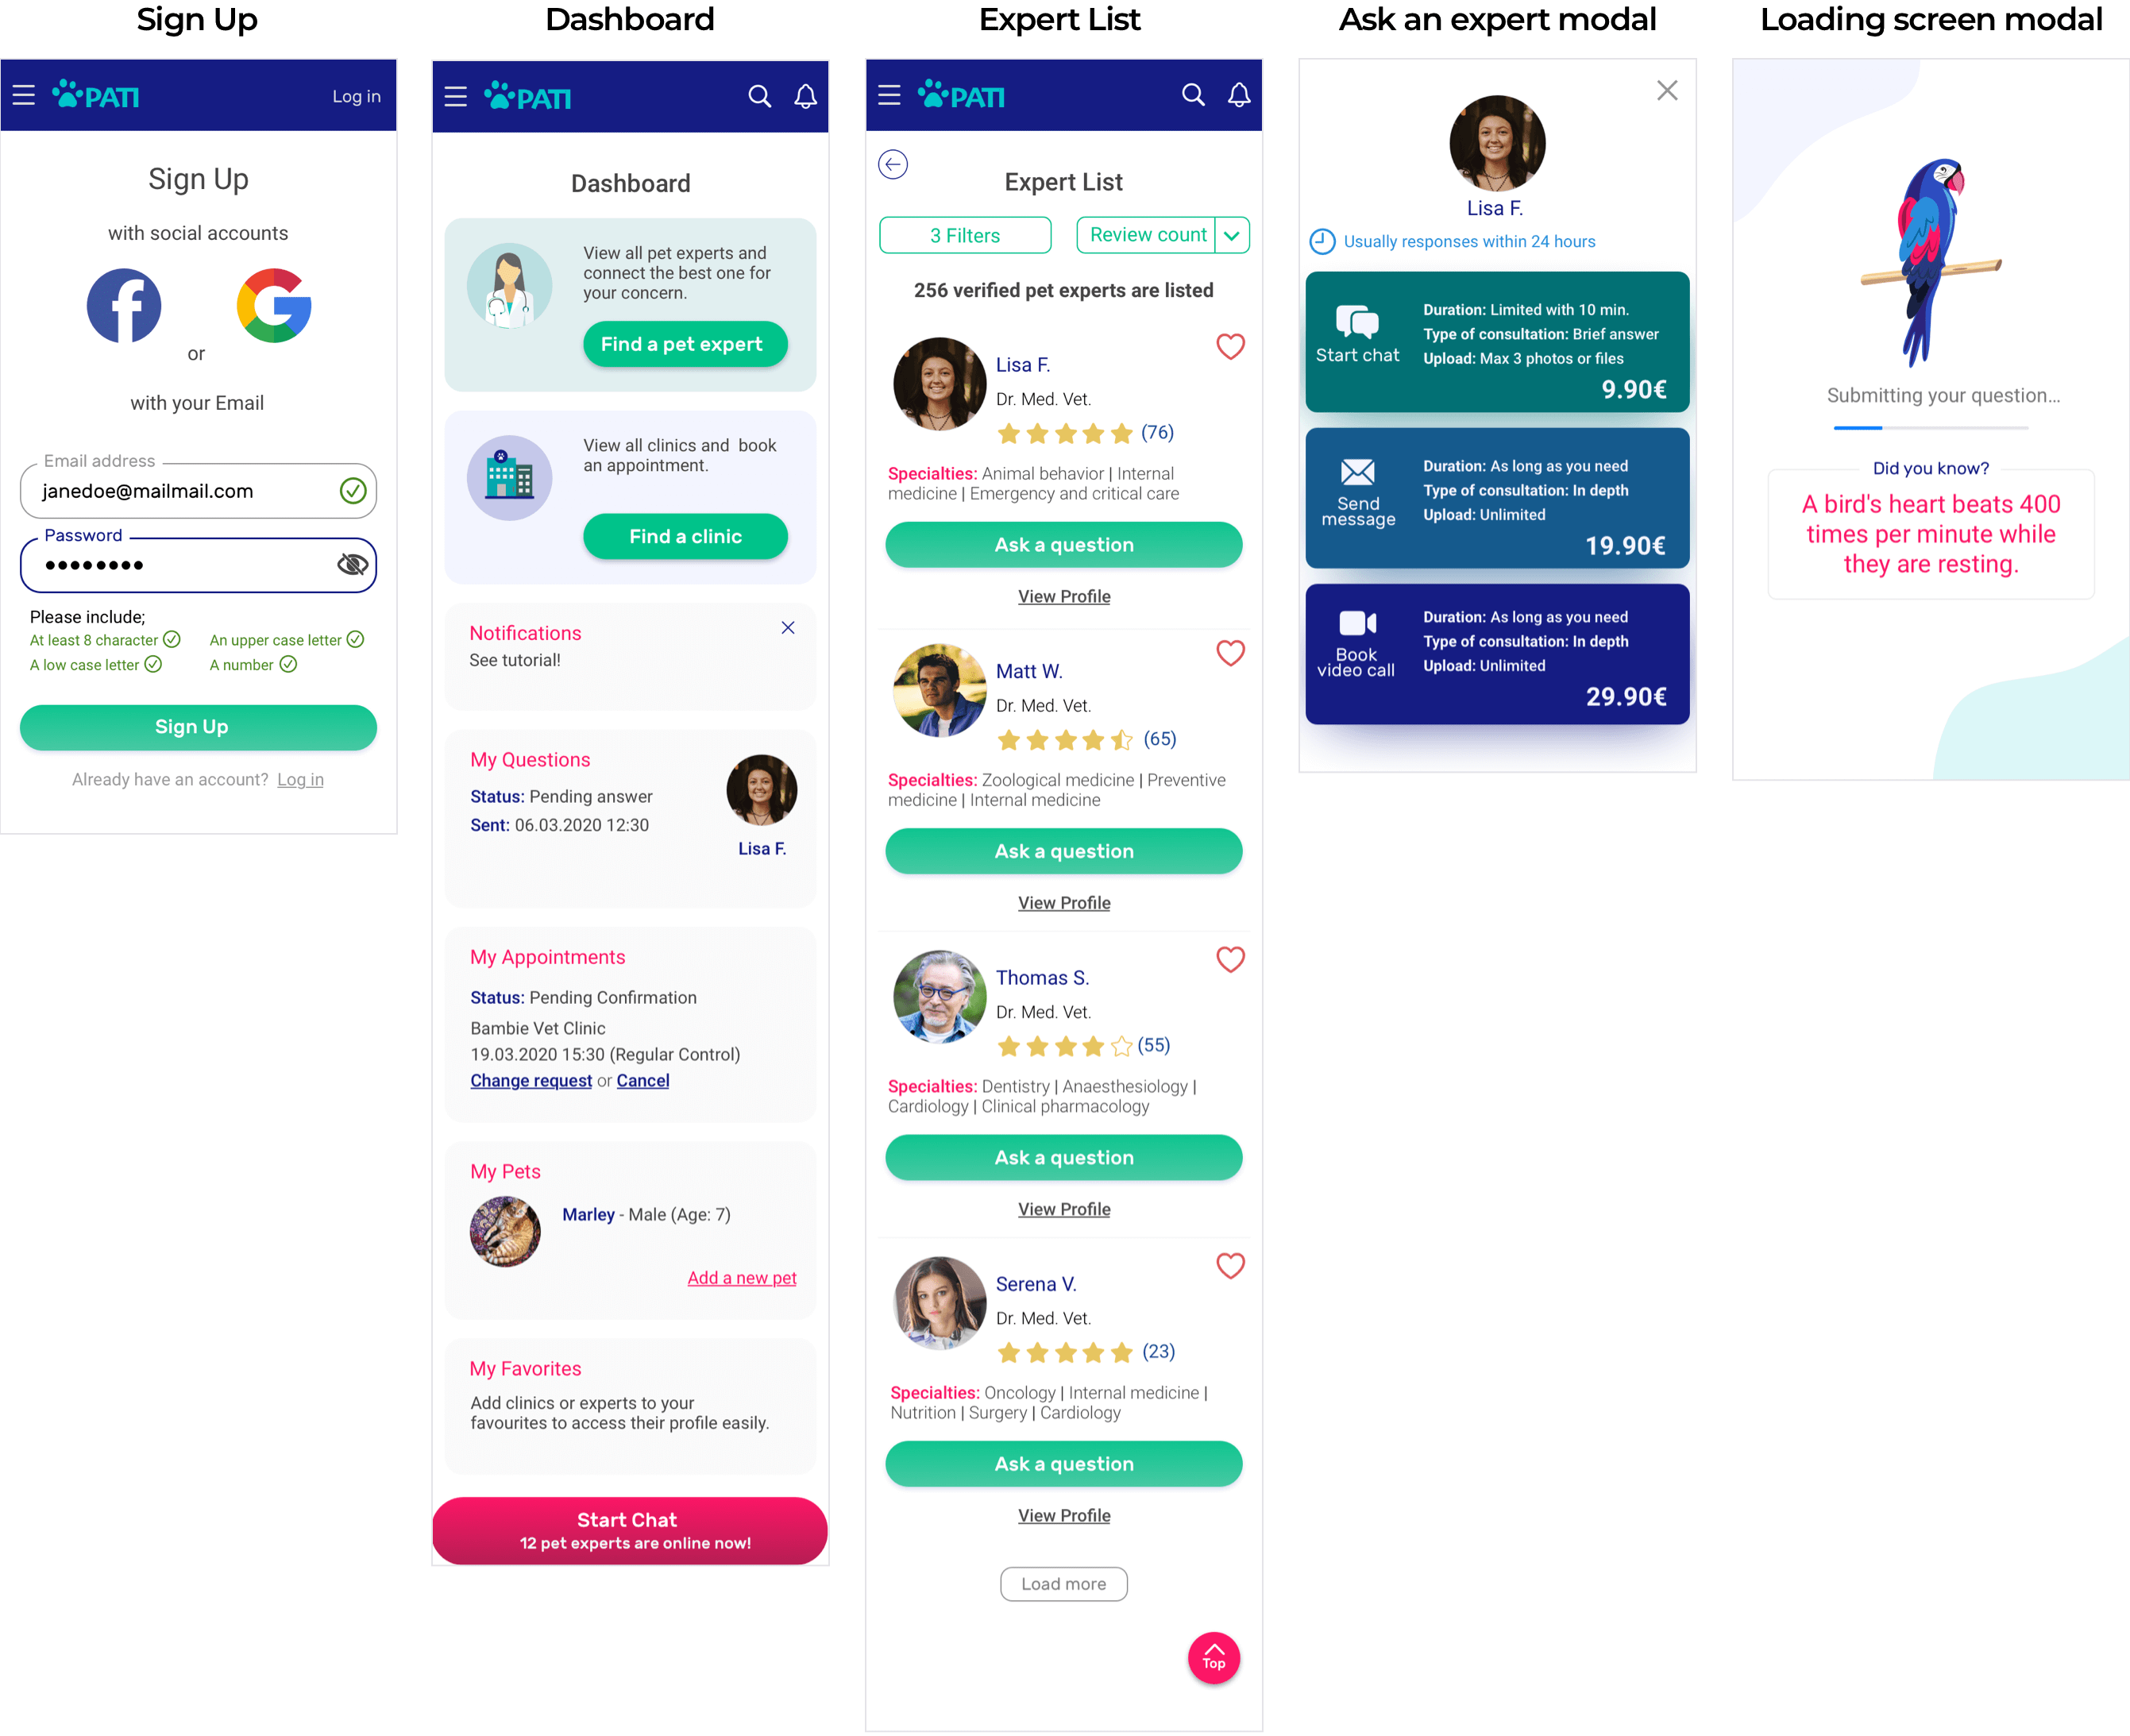 Sign Up
PATI
Log in
Sign Up
with social accounts
or
with your Email
Email address
janedoe@mailmail.com
Password
Please include;
At least 8 character
An upper case letter
A low case letter
A number
Sign Up
Already have an account? Log in
Dashboard
PATI
Dashboard
View all pet experts and
connect the best one for
your concern.
Find a pet expert
View all clinics and book
an appointment.
Find a clinic
Notifications
See tutorial!
My Questions
Status: Pending answer
Sent: 06.03.2020 12:30
Lisa F.
My Appointments
Status: Pending Confirmation
Bambie Vet Clinic
19.03.2020 15:30 (Regular Control)
Change request or Cancel
My Pets
Marley - Male (Age: 7)
Add a new pet
My Favorites
Add clinics or experts to your
favourites to access their profile easily.
Start Chat
12 pet experts are online now!
Expert List
PATI
Expert List
3 Filters
Review count
256 verified pet experts are listed
Lisa F.
Dr. Med. Vet.
(76)
Specialties: Animal behavior | Internal
medicine | Emergency and critical care
Ask a question
View Profile
Matt W.
Dr. Med. Vet.
(65)
Specialties: Zoological medicine | Preventive
medicine | Internal medicine
Ask a question
View Profile
Thomas S.
Dr. Med. Vet.
(55)
Specialties: Dentistry | Anaesthesiology |
Cardiology | Clinical pharmacology
Ask a question
View Profile
Serena V.
Dr. Med. Vet.
(23)
Specialties: Oncology | Internal medicine |
Nutrition | Surgery | Cardiology
Ask a question
View Profile
Load more
Top
Ask an expert modal
Lisa F.
Usually responses within 24 hours
Start chat
Duration: Limited with 10 min.
Type of consultation: Brief answer
Upload: Max 3 photos or files
9.90€
Send
message
Duration: As long as you need
Type of consultation: In depth
Upload: Unlimited
19.90€
Book
video call
Duration: As long as you need
Type of consultation: In depth
Upload: Unlimited
29.90€
Loading screen modal
Submitting your question...
Did you know?
A bird's heart beats 400
times per minute while
they are resting.